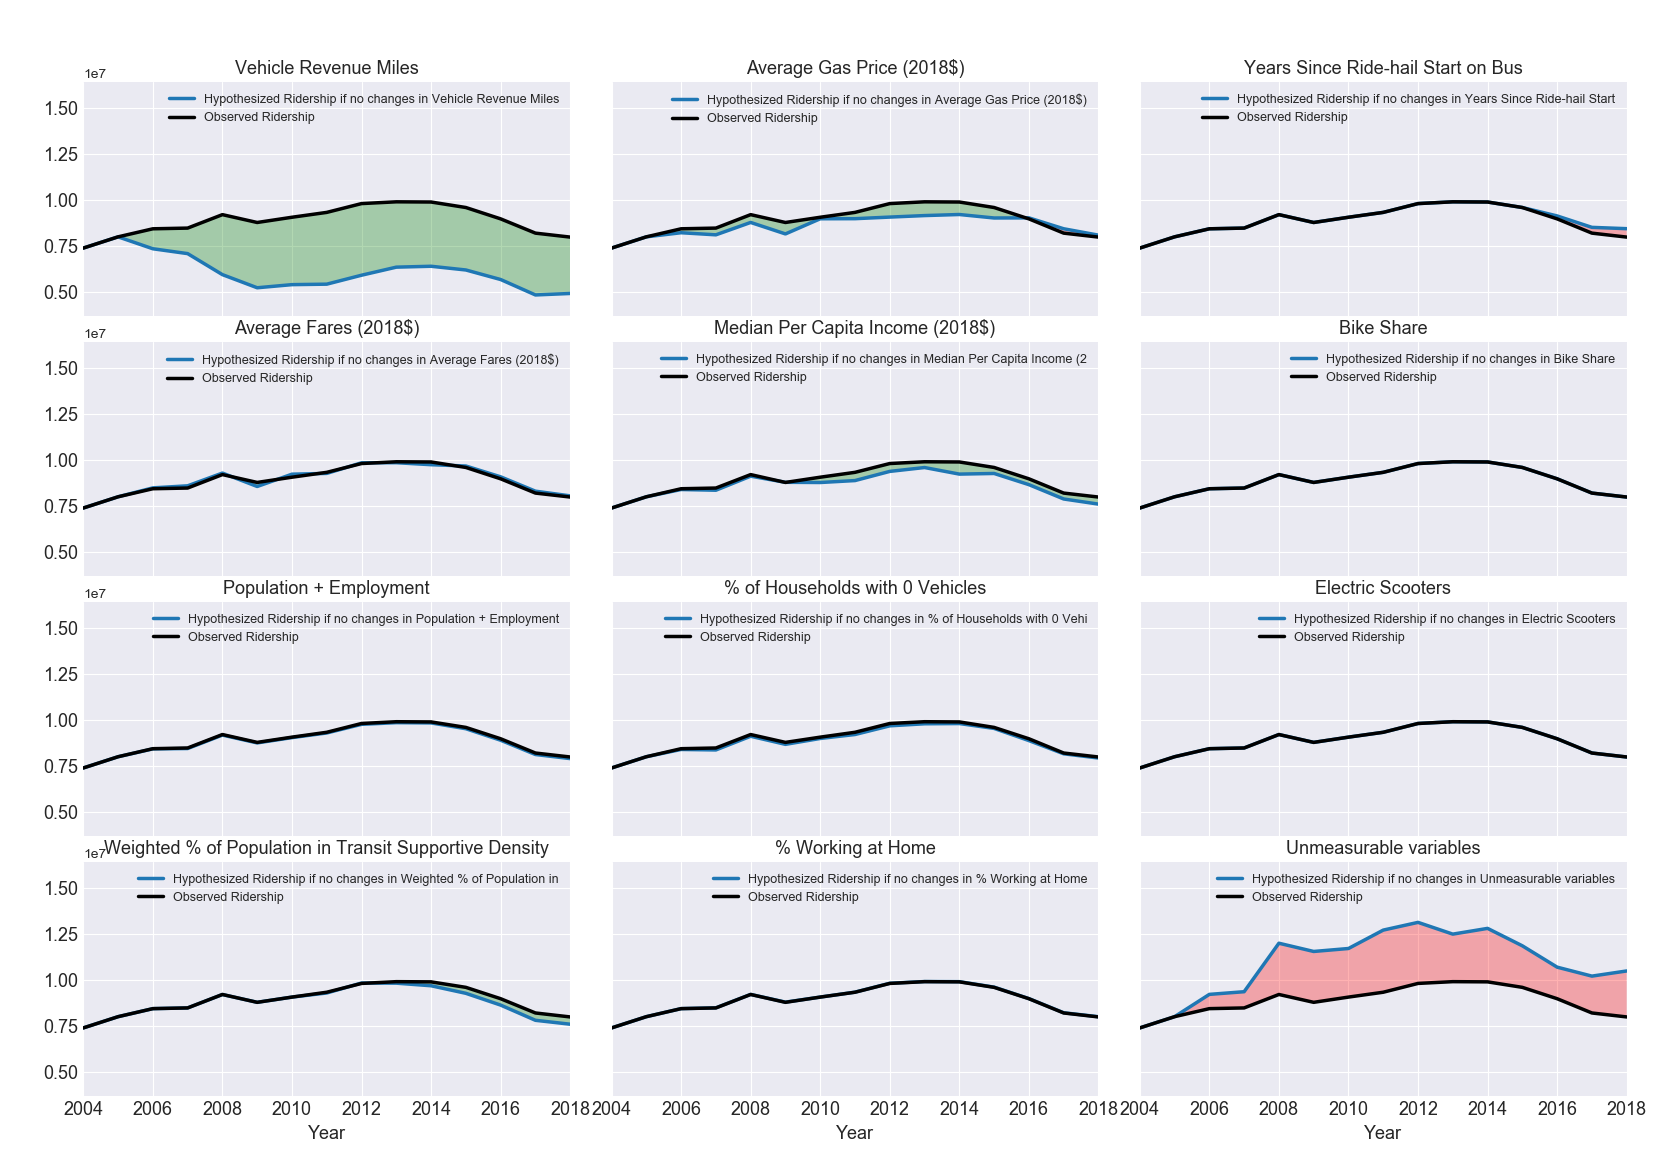 Vehicle Revenue Miles
1e7
Hypothesized Ridership if no changes in Vehicle Revenue Miles
Observed Ridership
1.50
1.25
1.00
0.75
0.50
Average Gas Price (2018$)
Hypothesized Ridership if no changes in Average Gas Price (2018$)
Observed Ridership
Years Since Ride-hail Start on Bus
Hypothesized Ridership if no changes in Years Since Ride-hail Start
Observed Ridership
Average Fares (2018$)
1e7
Hypothesized Ridership if no changes in Average Fares (2018$)
Observed Ridership
1.50
1.25
1.00
0.75
0.50
Median Per Capita Income (2018$)
Hypothesized Ridership if no changes in Median Per Capita Income (2
Observed Ridership
Bike Share
Hypothesized Ridership if no changes in Bike Share
Observed Ridership
Population + Employment
1e7
Hypothesized Ridership if no changes in Population + Employment
Observed Ridership
1.50
1.25
1.00
0.75
0.50
% of Households with 0 Vehicles
Hypothesized Ridership if no changes in % of Households with 0 Vehi
Observed Ridership
Electric Scooters
Hypothesized Ridership if no changes in Electric Scooters
Observed Ridership
Weighted % of Population in Transit Supportive Density
1e7
Hypothesized Ridership if no changes in Weighted % of Population in
Observed Ridership
1.50
1.25
1.00
0.75
0.50
2004 2006 2008 2010 2012 2014 2016 2018
Year
% Working at Home
Hypothesized Ridership if no changes in % Working at Home
Observed Ridership
2004 2006 2008 2010 2012 2014 2016 2018
Year
Unmeasurable variables
Hypothesized Ridership if no changes in Unmeasurable variables
Observed Ridership
2004 2006 2008 2010 2012 2014 2016 2018
Year